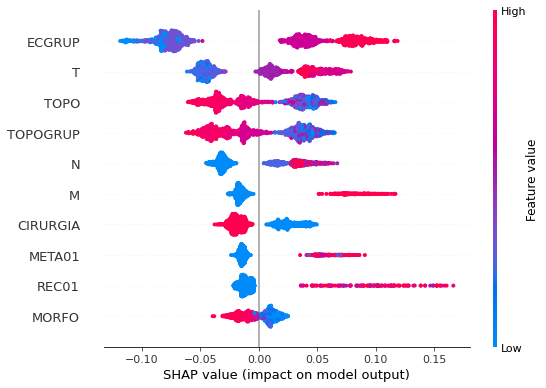 High
ECGRUP
T
TOPO
TOPOGRUP
N
M
CIRURGIA
META01
REC01
MORFO
Feature value
Low
−0.10 −0.05 0.00 0.05 0.10 0.15
SHAP value (impact on model output)